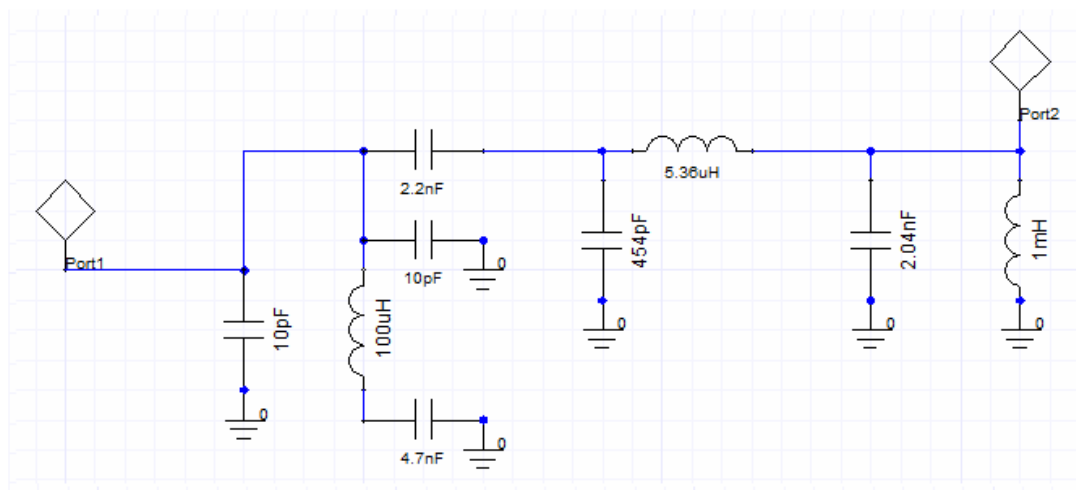 Port2
2.2nF
5.36uH
454pF
2.04nF
1mH
0
10pF
Port1
10pF
100uH
0
0
0
0
4.7nF
0